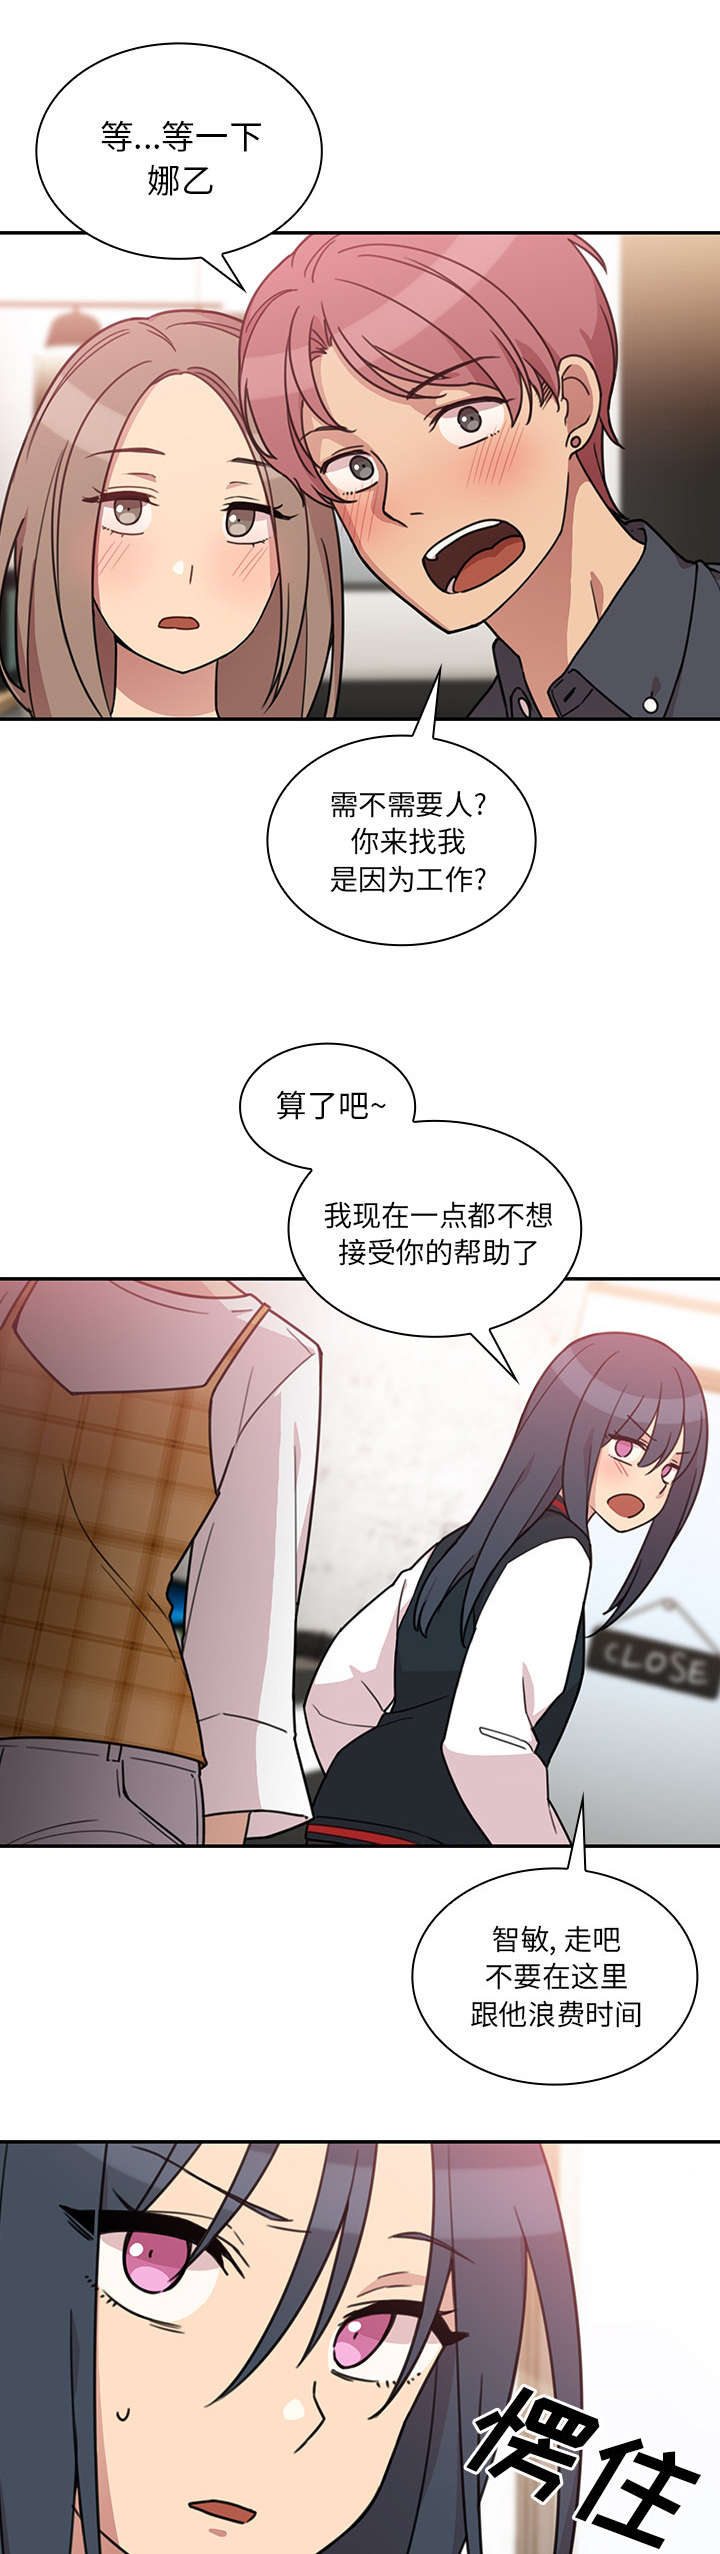 等...等一下
娜乙
需不需要人?
你来找我
是因为工作?
算了吧~
我现在一点都不想
接受你的帮助了
CLOSE
智敏, 走吧
不要在这里
跟他浪费时间
愣住